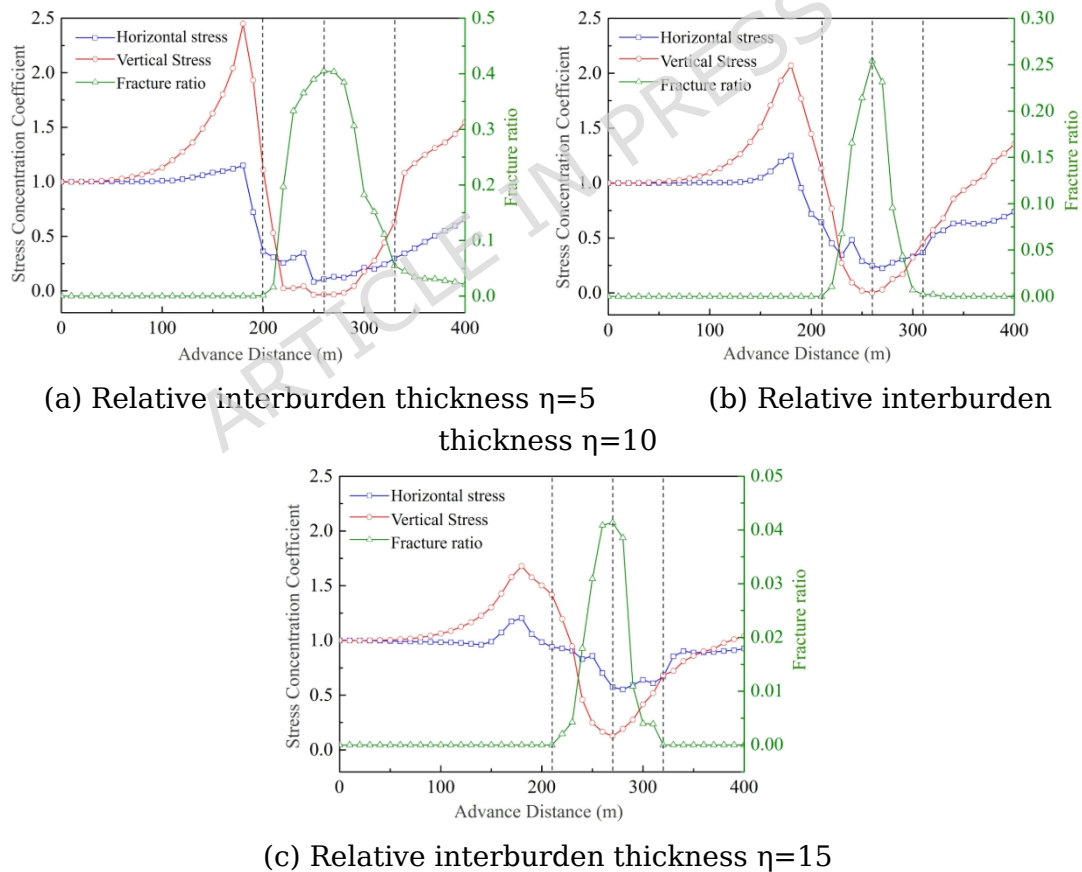 2.5
2.0
1.5
1.0
0.5
0.0
Stress Concentration Coefficient
Horizontal stress
Vertical Stress
Fracture ratio
0.5
0.4
0.3
0.2
0.1
0.0
Fracture ratio
0 100 200 300 400
Advance Distance (m)
2.5
2.0
1.5
1.0
0.5
0.0
Stress Concentration Coefficient
Horizontal stress
Vertical Stress
Fracture ratio
0.30
0.25
0.20
0.15
0.10
0.05
0.00
Fracture ratio
0 100 200 300 400
Advance Distance (m)
ARTICLE IN PRESS
(a) Relative interburden thickness η=5 (b) Relative interburden
thickness η=10
2.5
2.0
1.5
1.0
0.5
0.0
Stress Concentration Coefficient
Horizontal stress
Vertical Stress
Fracture ratio
0.05
0.04
0.03
0.02
0.01
0.00
Fracture ratio
0 100 200 300 400
Advance Distance (m)
(c) Relative interburden thickness η=15